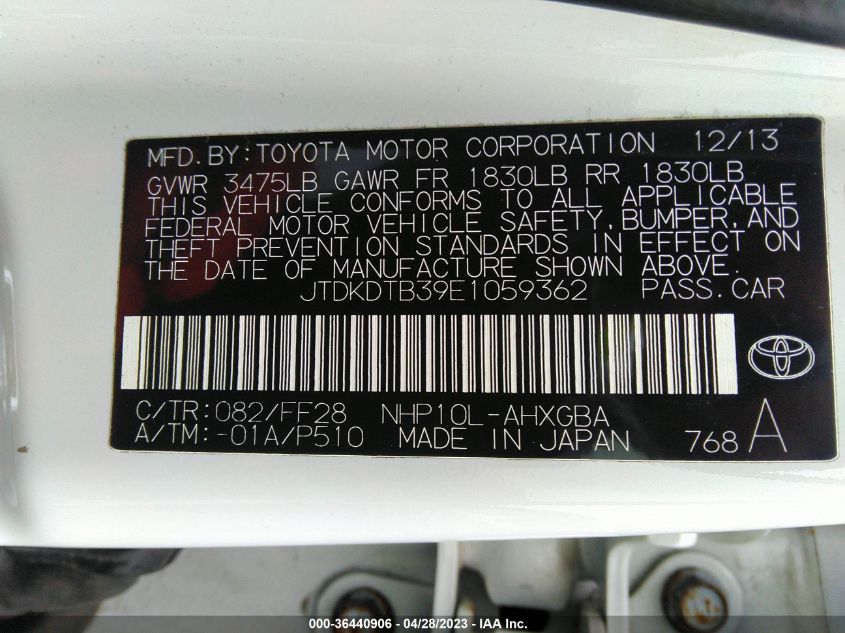 MFD. BY: TOYOTA MOTOR CORPORATION 12/13
GVWR 3475LB GAWR FR 1830LB RR 1830LB
THIS VEHICLE CONFORMS TO ALL APPLICABLE
FEDERAL MOTOR VEHICLE SAFETY, BUMPER, AND
THEFT PREVENTION STANDARDS IN EFFECT ON
THE DATE OF MANUFACTURE SHOWN ABOVE.
JTDKDTB39E1059362 PASS. CAR
C/TR: 082/FF28 NHP10L-AHXGBA
A/TM: -01A/P510 MADE IN JAPAN 768 A
000-36440906 - 04/28/2023 - IAA Inc.